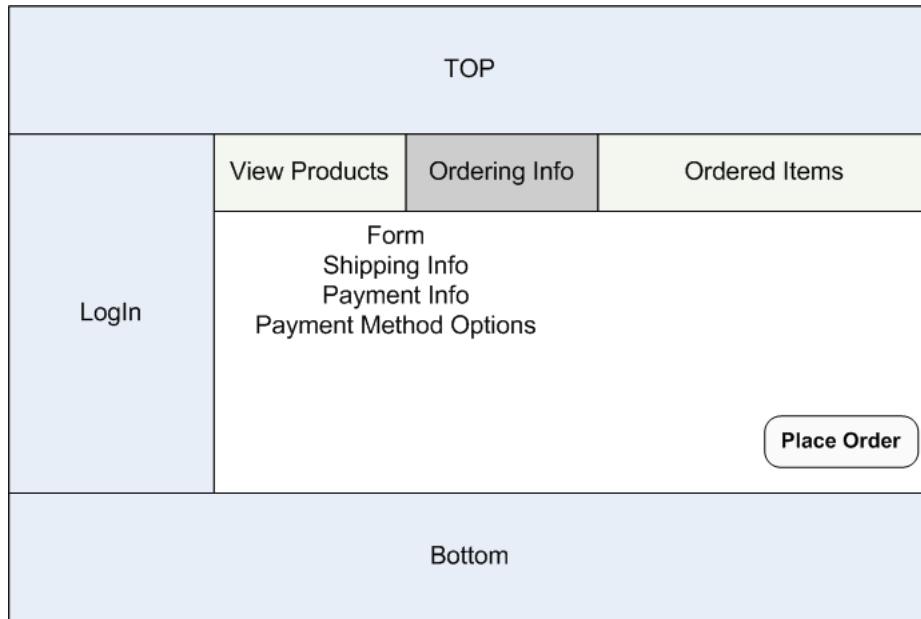 TOP
View Products
Ordering Info
Ordered Items
LogIn
Form
Shipping Info
Payment Info
Payment Method Options
Place Order
Bottom